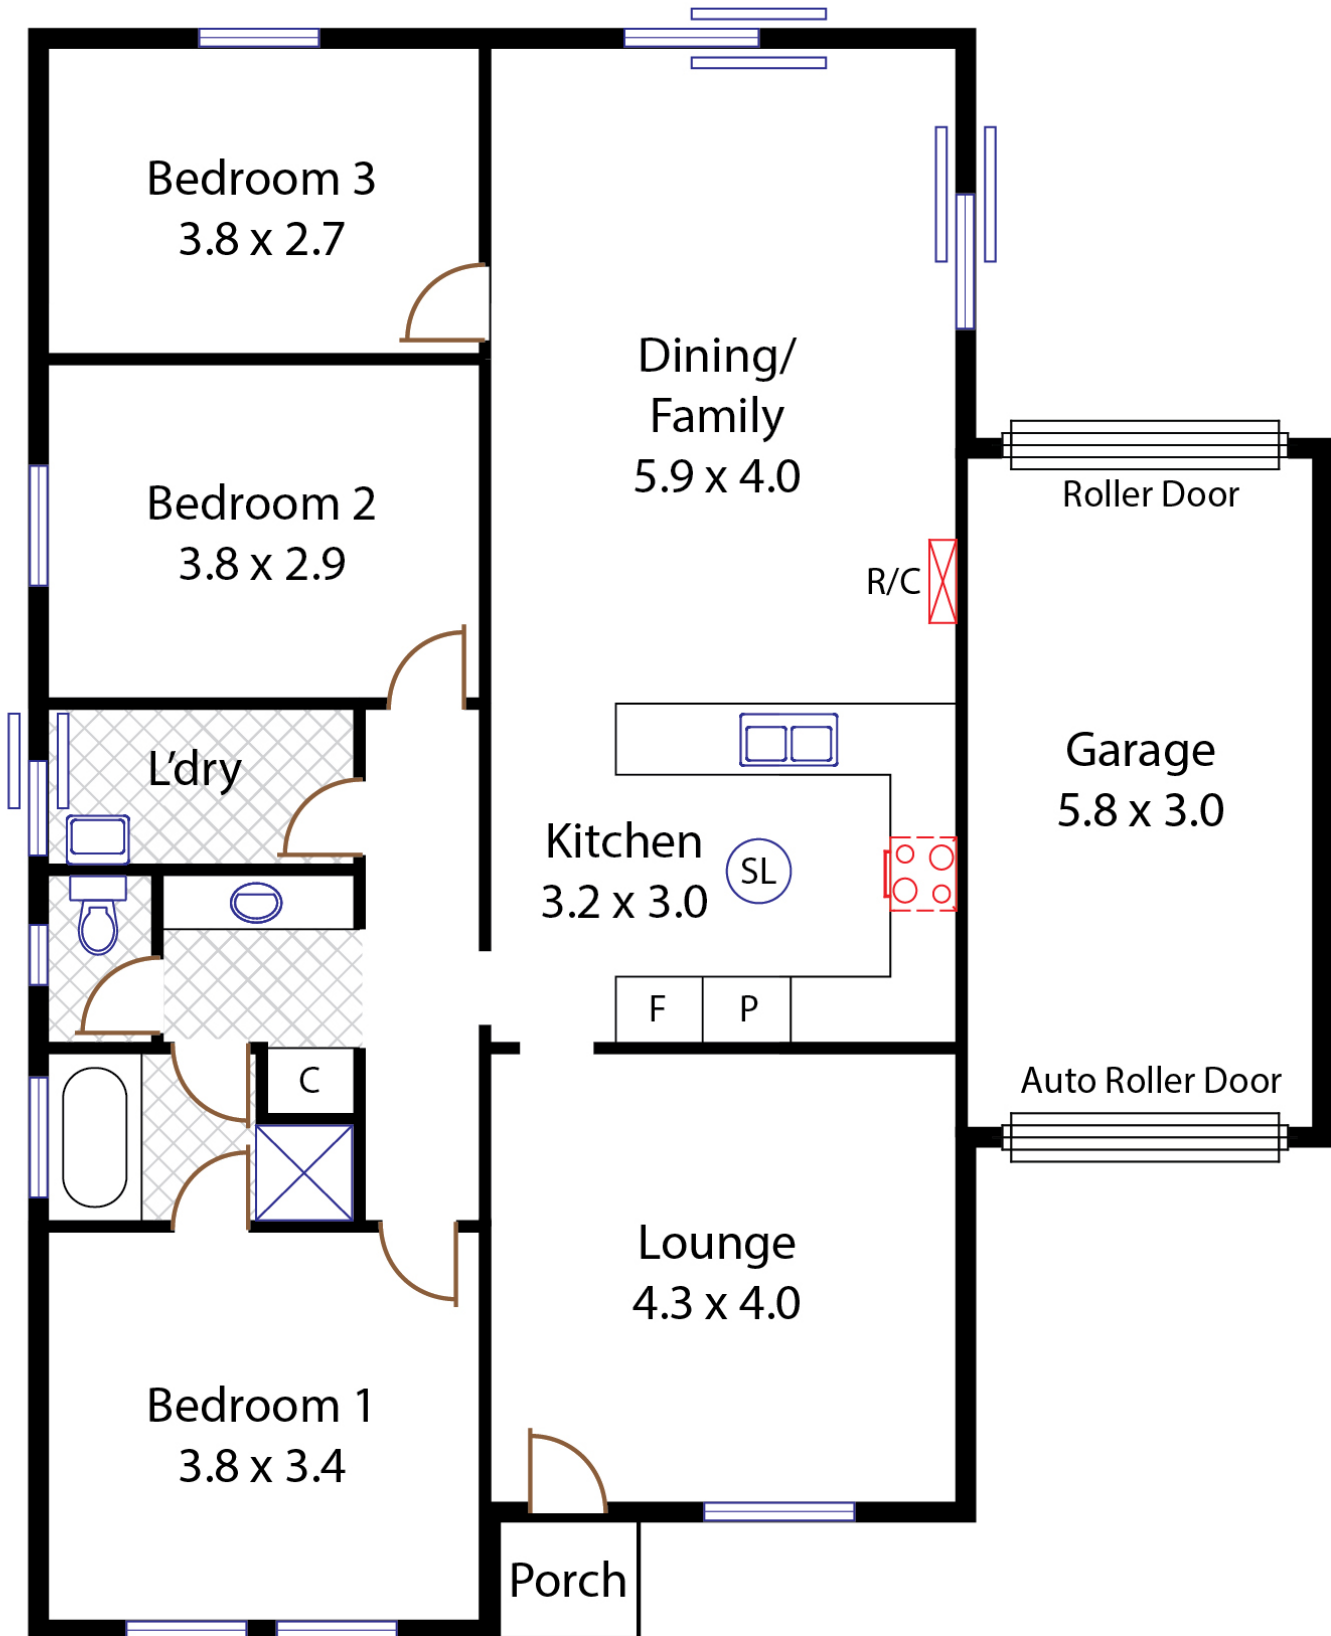 Bedroom 3
3.8 x 2.7
Dining/
Family
5.9 x 4.0
Bedroom 2
3.8 x 2.9
Roller Door
R/C
L'dry
Kitchen
3.2 x 3.0
SL
Garage
5.8 x 3.0
F
P
C
Auto Roller Door
Lounge
4.3 x 4.0
Bedroom 1
3.8 x 3.4
Porch